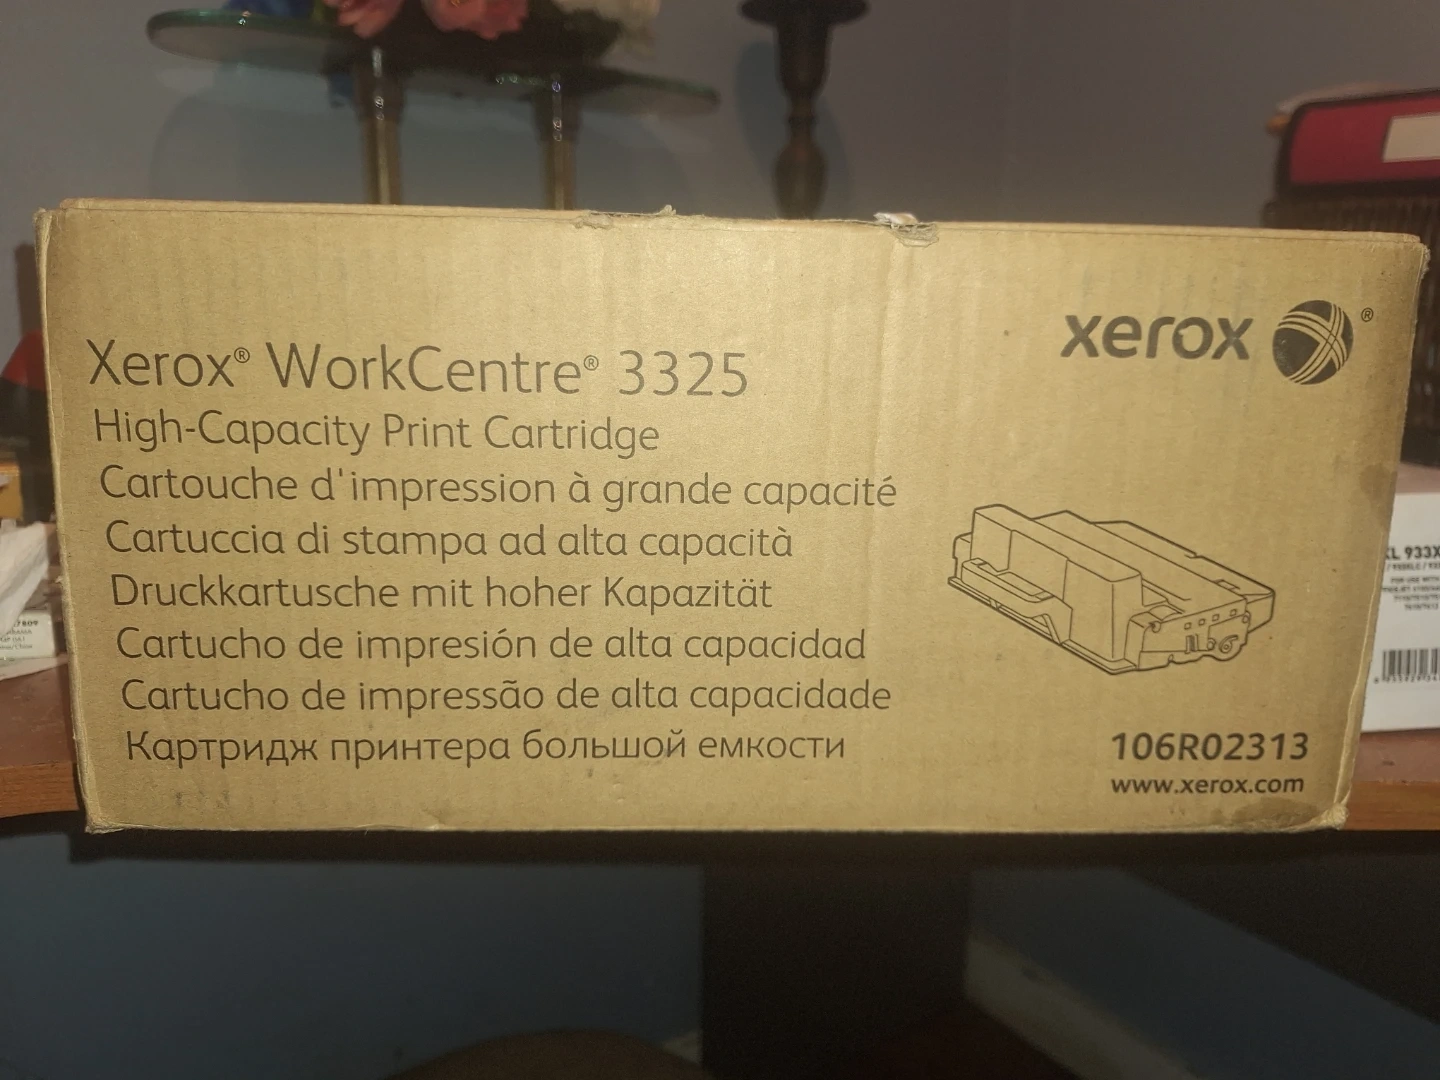 xerox ®
Xerox® WorkCentre® 3325
High-Capacity Print Cartridge
Cartouche d'impression à grande capacité
Cartuccia di stampa ad alta capacità
Druckkartusche mit hoher Kapazität
Cartucho de impresión de alta capacidad
Cartucho de impressão de alta capacidade
Картридж принтера большой емкости
106R02313
www.xerox.com
XL 933X